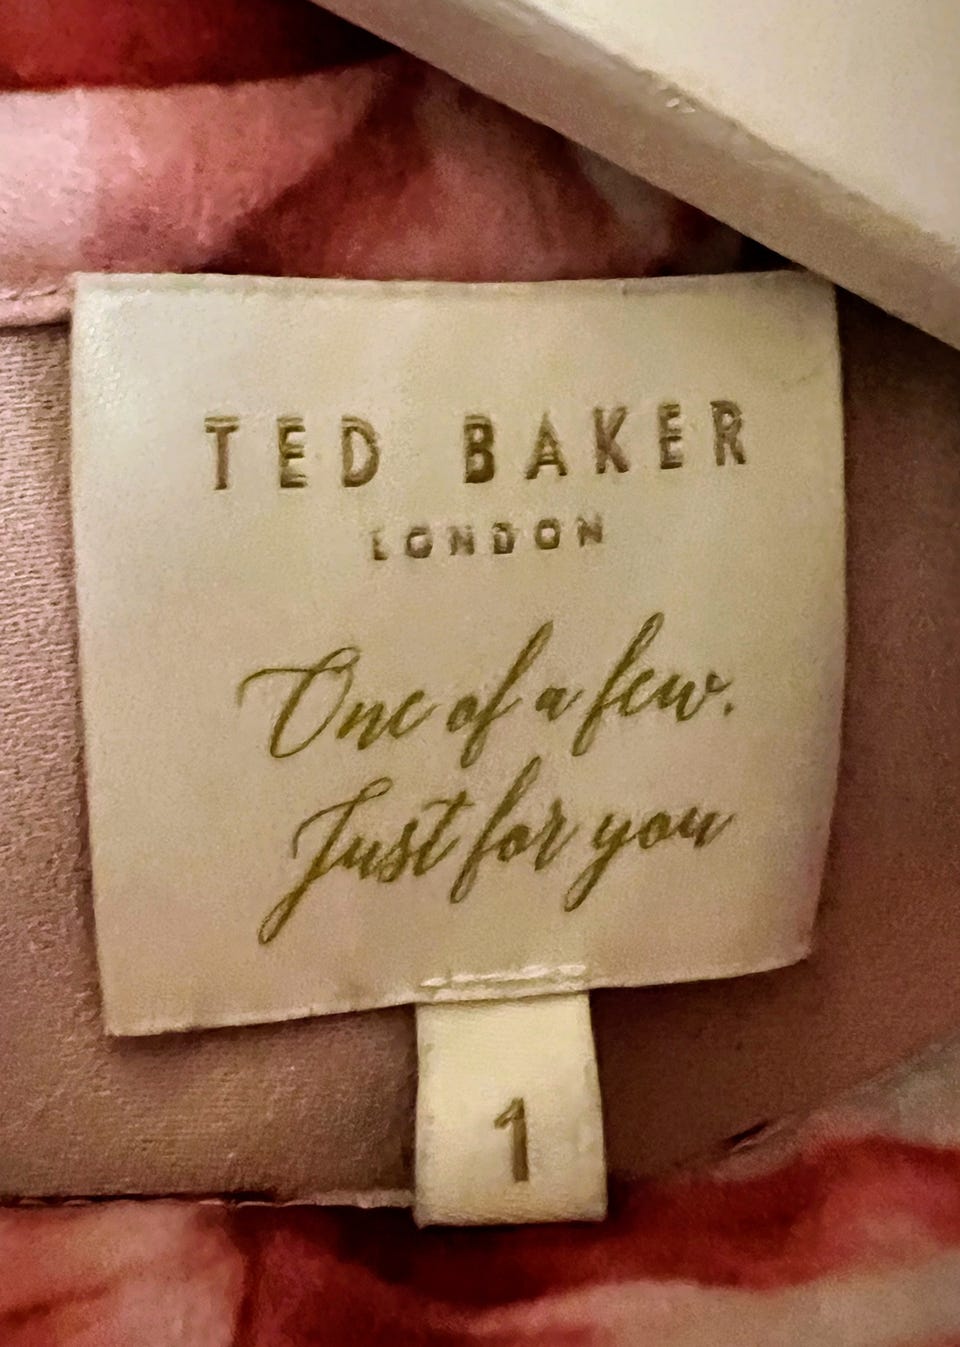 TED BAKER
LONDON
One of a few.
Just for you
1